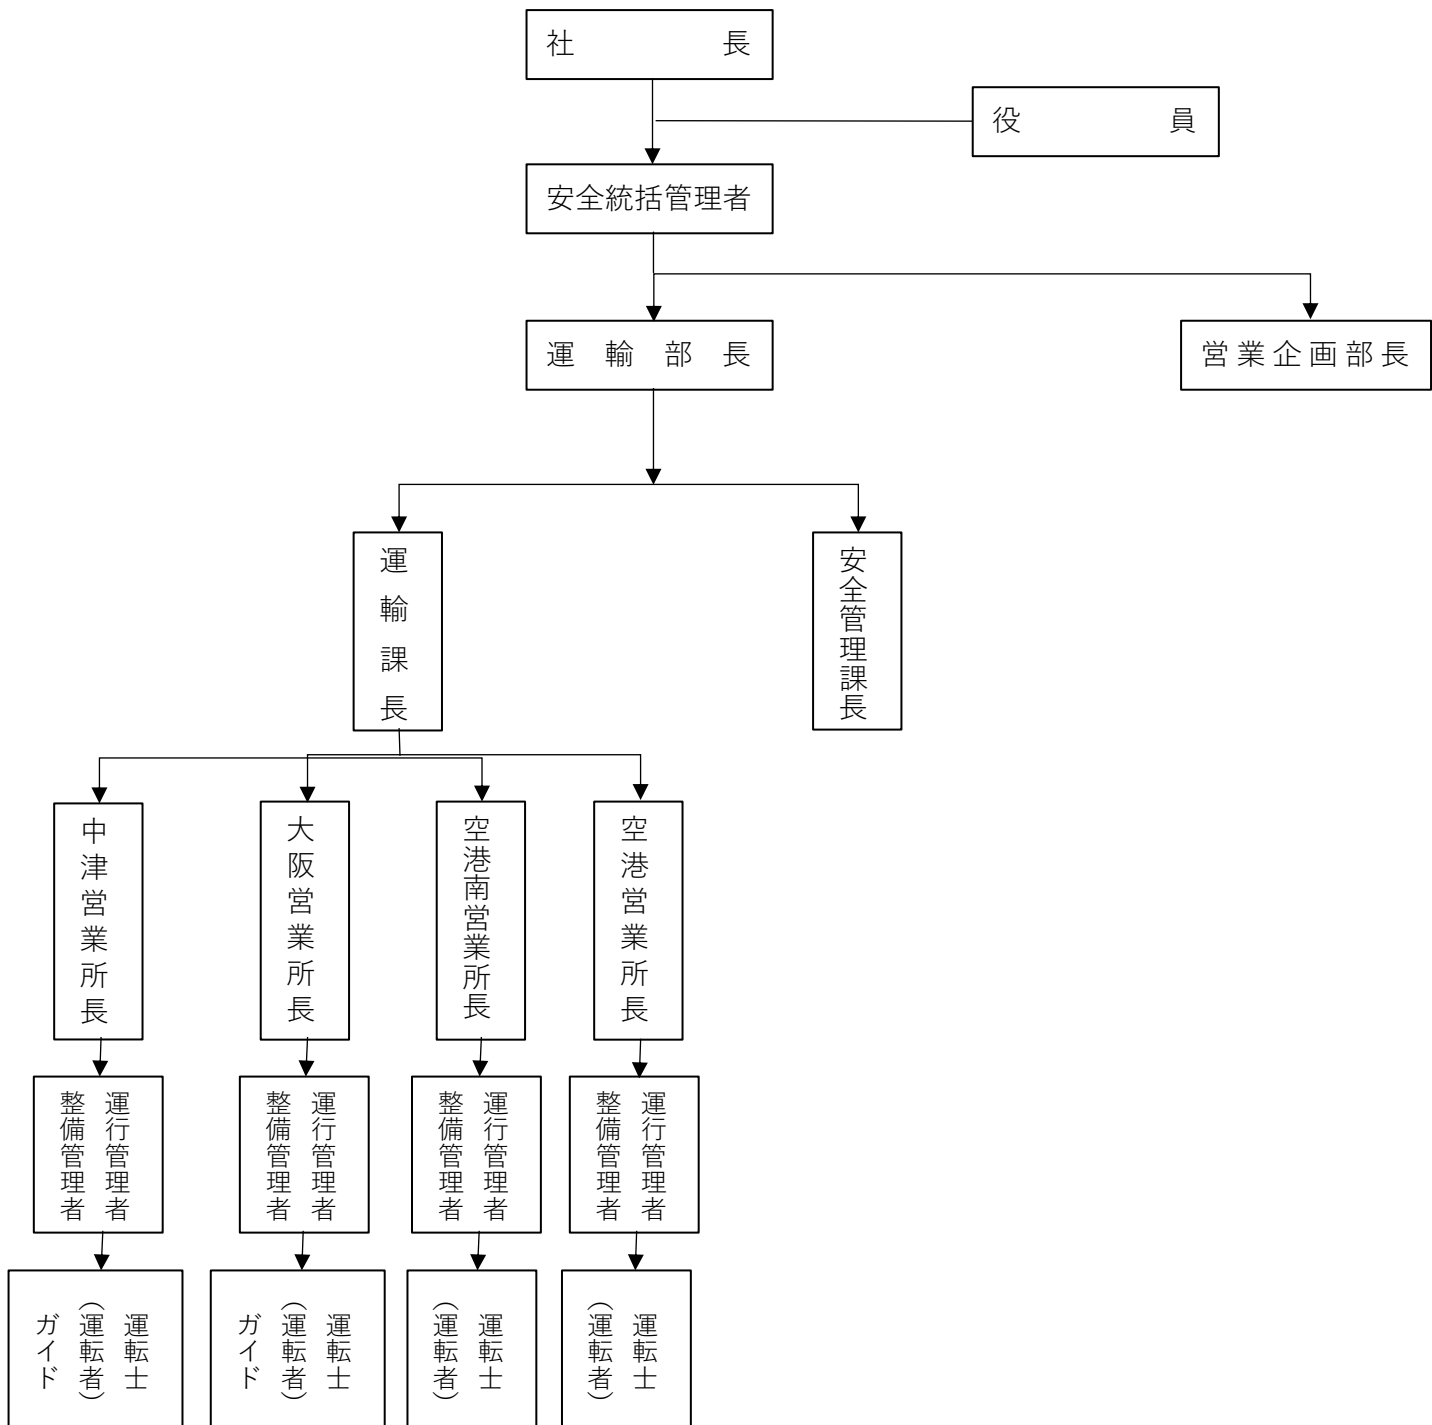 社長
役員
安全統括管理者
運輸部長
営業企画部長
運輸課長
安全管理課長
中津営業所長
大阪営業所長
空港南営業所長
空港営業所長
運行管理者
整備管理者
運行管理者
整備管理者
運行管理者
整備管理者
運行管理者
整備管理者
運転士
(運転者)
ガイド
運転士
(運転者)
ガイド
運転士
(運転者)
運転士
(運転者)